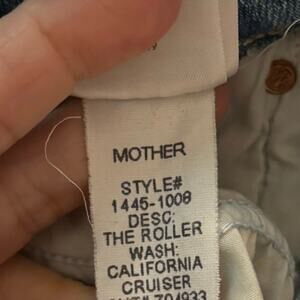 MOTHER
STYLE#
1445-1008
DESC:
THE ROLLER
WASH:
CALIFORNIA
CRUISER